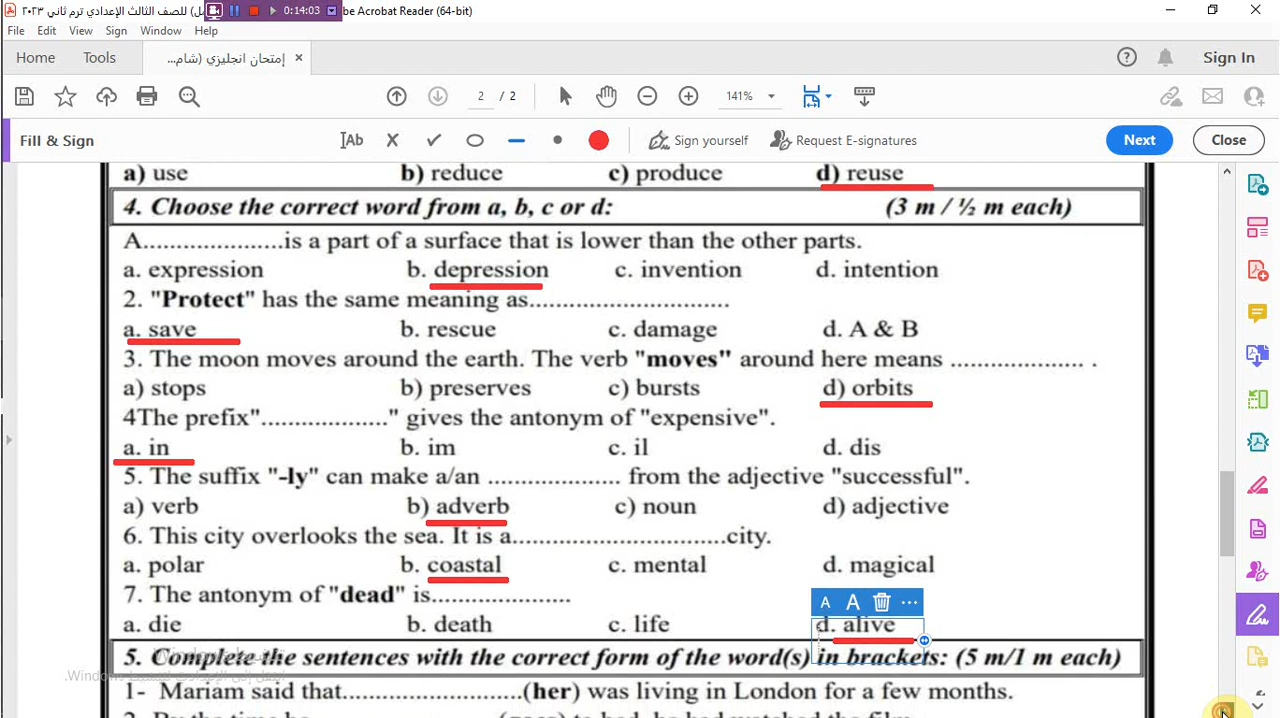 ل) للصف الثالث الإعدادي ترم ثاني ٢٠٢٣ 0:14:03 be Acrobat Reader (64-bit)
File Edit View Sign Window Help
Home Tools إمتحان انجليزي (شام... × Sign In
2 / 2 141%
Fill & Sign Ab Sign yourself Request E-signatures Next Close
a) use b) reduce c) produce d) reuse
4. Choose the correct word from a, b, c or d: (3 m / ½ m each)
A.....................is a part of a surface that is lower than the other parts.
a. expression b. depression c. invention d. intention
2. "Protect" has the same meaning as..............................
a. save b. rescue c. damage d. A & B
3. The moon moves around the earth. The verb "moves" around here means .................... .
a) stops b) preserves c) bursts d) orbits
4The prefix"...................." gives the antonym of "expensive".
a. in b. im c. il d. dis
5. The suffix "-ly" can make a/an .................... from the adjective "successful".
a) verb b) adverb c) noun d) adjective
6. This city overlooks the sea. It is a................................city.
a. polar b. coastal c. mental d. magical
7. The antonym of "dead" is.....................
A A ...
a. die b. death c. life d. alive
5. Complete the sentences with the correct form of the word(s) in brackets: (5 m/1 m each)
1- Mariam said that..........................(her) was living in London for a few months.